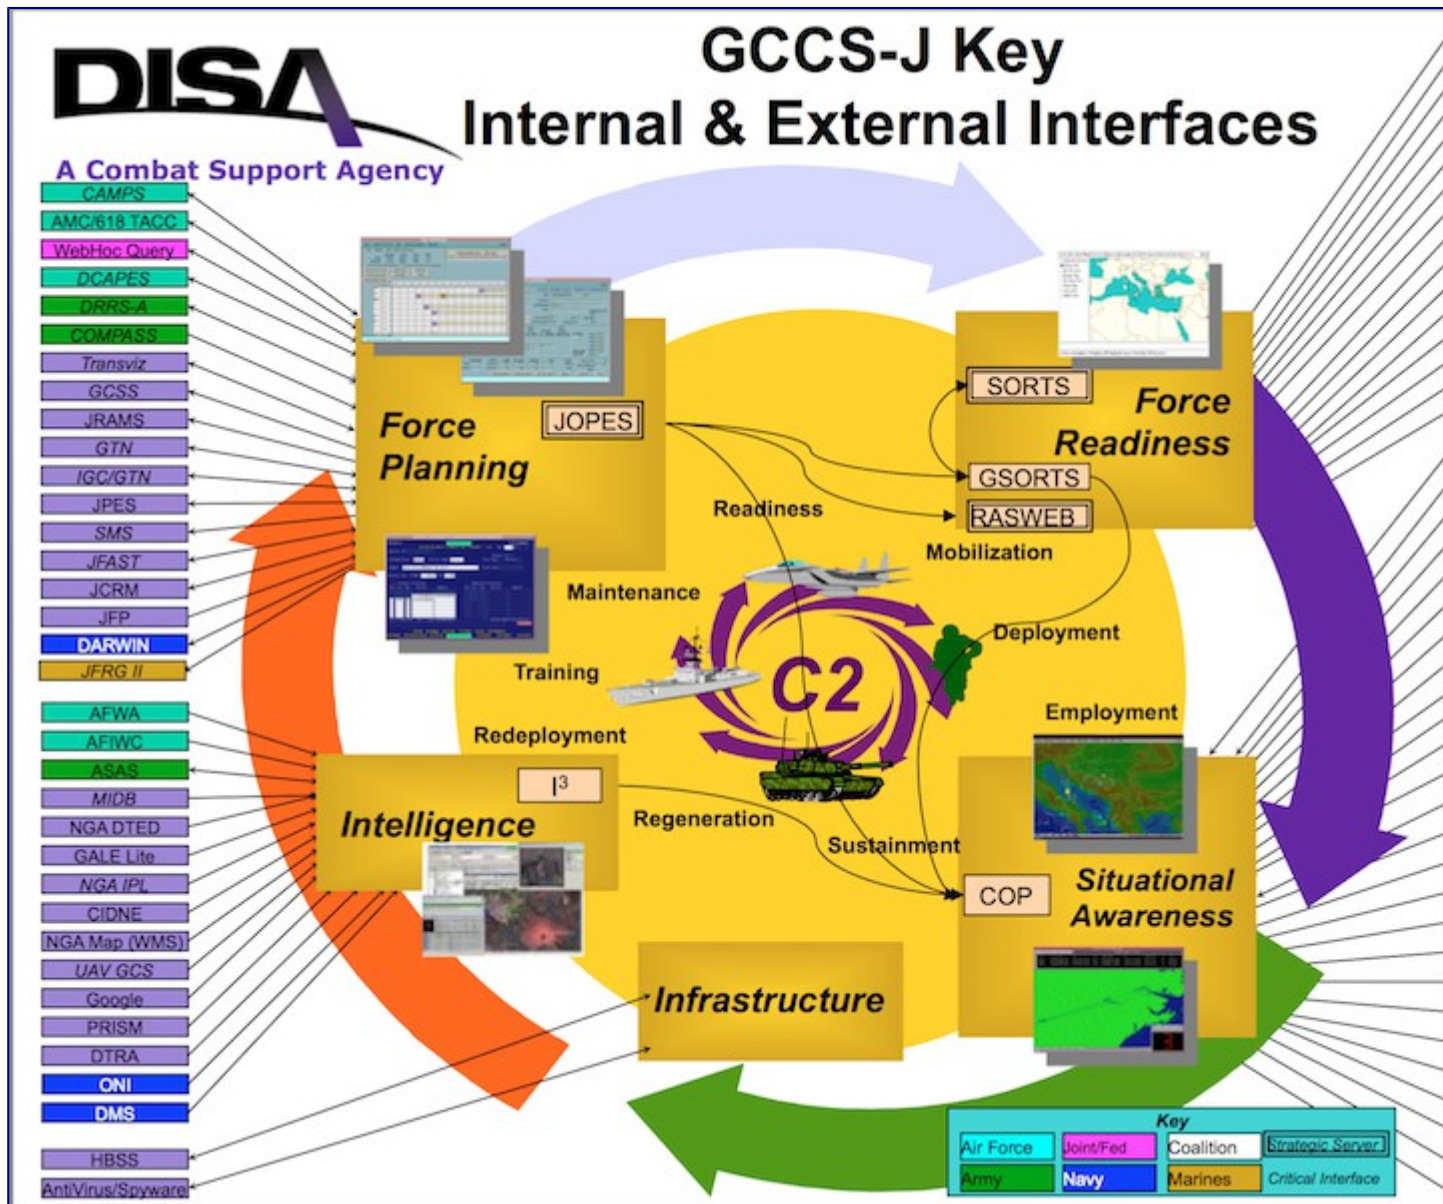 DISA
A Combat Support Agency
GCCS-J Key
Internal & External Interfaces
CAMPS
AMC/618 TACC
WebHoc Query
DCAPES
DRRS-A
COMPASS
Transviz
GCSS
JRAMS
GTN
IGC/GTN
JPES
SMS
JFAST
JCRM
JFP
DARWIN
JFRG II
AFWA
AFIWC
ASAS
MIDB
NGA DTED
GALE Lite
NGA IPL
CIDNE
NGA Map (WMS)
UAV GCS
Google
PRISM
DTRA
ONI
DMS
HBSS
AntiVirus/Spyware
Force
Planning
JOPES
SORTS
Force
Readiness
GSORTS
RASWEB
Readiness
Mobilization
Maintenance
Deployment
Training
C2
Employment
Redeployment
I³
Intelligence
Regeneration
Sustainment
COP
Situational
Awareness
Infrastructure
Key
Air Force
Joint/Fed
Coalition
Strategic Server
Army
Navy
Marines
Critical Interface